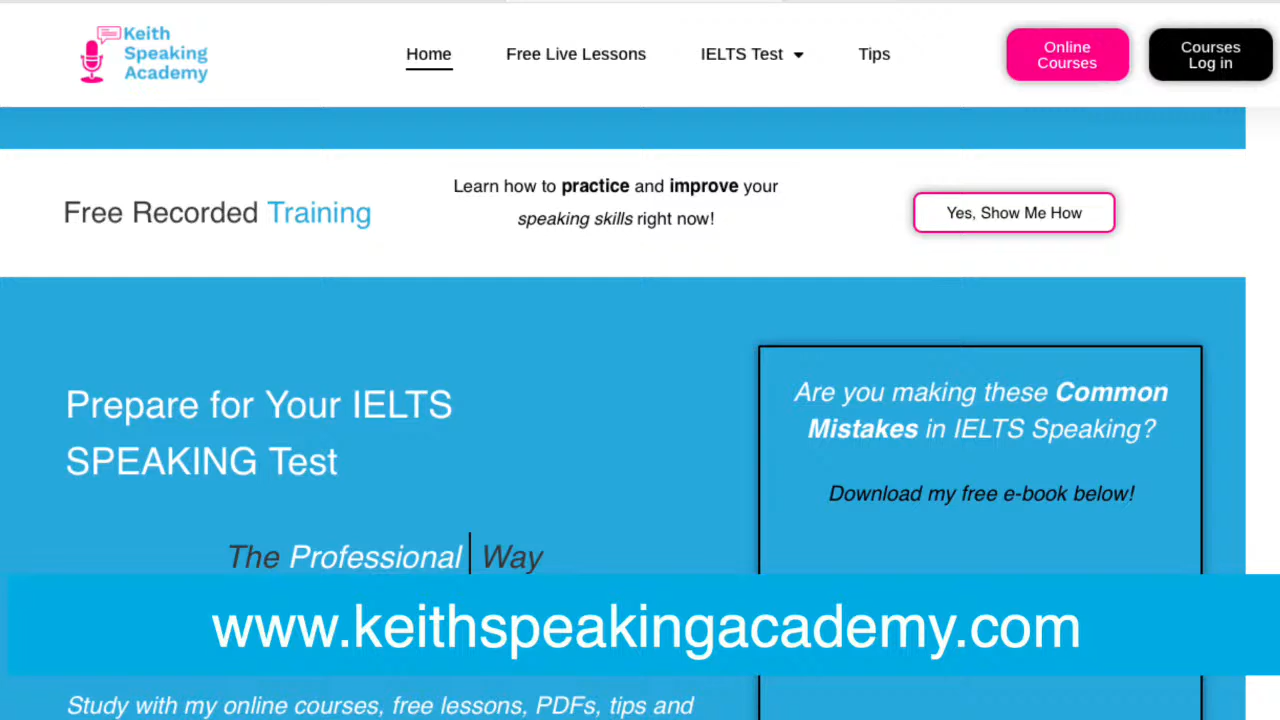 Keith
Speaking
Academy
Home
Free Live Lessons
IELTS Test
Tips
Online
Courses
Courses
Log in
Free Recorded Training
Learn how to practice and improve your
speaking skills right now!
Yes, Show Me How
Prepare for Your IELTS
SPEAKING Test
The Professional Way
Are you making these Common
Mistakes in IELTS Speaking?
Download my free e-book below!
www.keithspeakingacademy.com
Study with my online courses, free lessons, PDFs, tips and